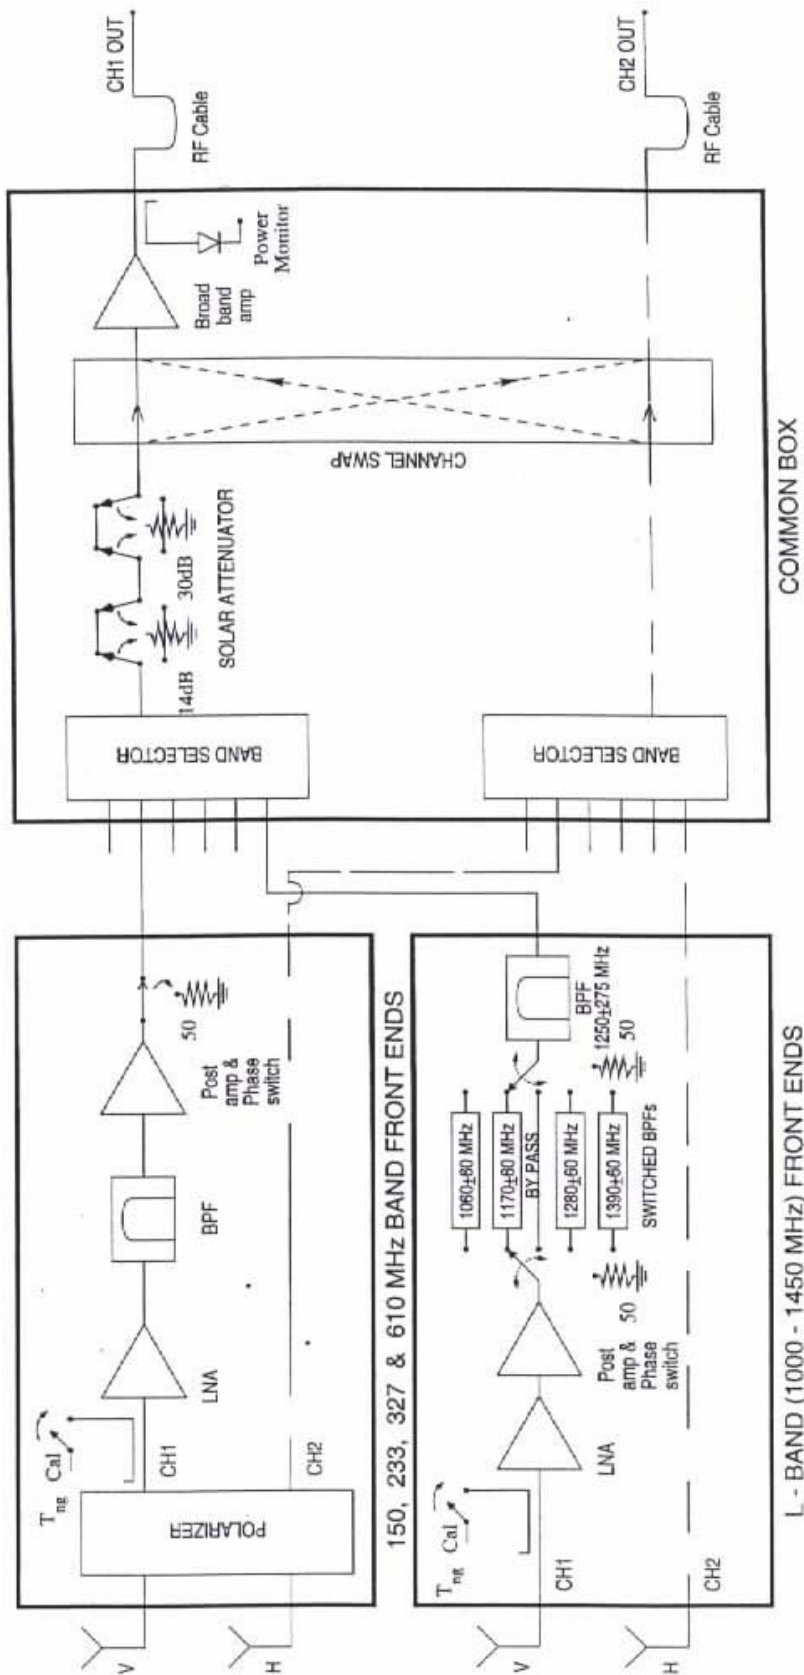 V
H
POLARIZER
T ng
Cal
CH1
CH2
LNA
BPF
Post
amp &
Phase
switch
50
150, 233, 327 & 610 MHz BAND FRONT ENDS
V
H
T ng
Cal
CH1
CH2
LNA
Post
amp &
Phase
switch
50
1060±60 MHz
1170±60 MHz
BY PASS
1280±60 MHz
1390±60 MHz
SWITCHED BPFs
BPF
1250±275 MHz
50
L - BAND (1000 - 1450 MHz) FRONT ENDS
BAND SELECTOR
BAND SELECTOR
14dB
30dB
SOLAR ATTENUATOR
CHANNEL SWAP
Broad
band
amp
Power
Monitor
COMMON BOX
RF Cable
CH1 OUT
RF Cable
CH2 OUT